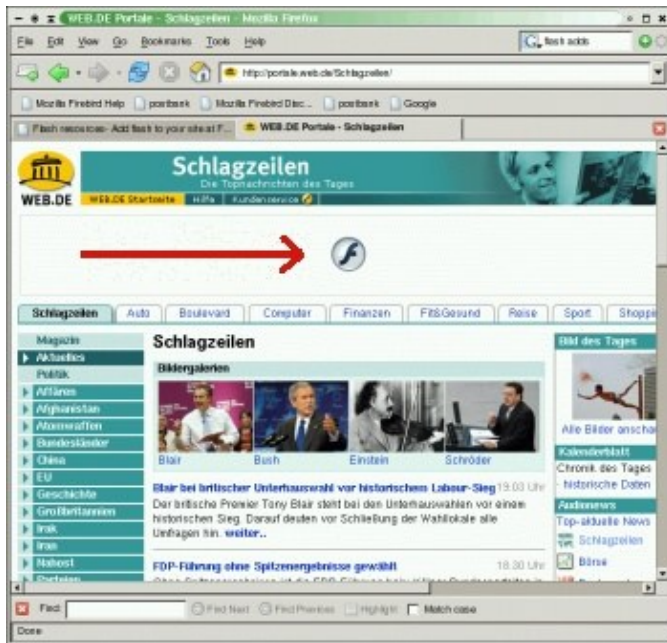 WEB.DE Portale - Schlagzeilen - Mozilla Firefox
File Edit View Go Bookmarks Tools Help
flash adds
http://portale.web.de/Schlagzeilen/
Mozilla Firebird Help postbank Mozilla Firebird Disc... postbank Google
Flash resources- Add flash to your site at F... WEB.DE Portale - Schlagzeilen
Schlagzeilen
Die Topnachrichten des Tages
WEB.DE WEB.DE Startseite Hilfe Kundenservice
Schlagzeilen Auto Boulevard Computer Finanzen Fit&Gesund Reise Sport
Magazin
Aktuelles
Politik
Affären
Afghanistan
Atomwaffen
Bundesländer
China
EU
Geschichte
Großbritannien
Irak
Iran
Nahost
Parteien
Schlagzeilen
Bildergalerien
Blair Bush Einstein Schröder
Blair bei britischer Unterhauswahl vor historischem Labour-Sieg 19.03 Uhr
Der britische Premier Tony Blair steht bei den Unterhauswahlen vor einem
historischen Sieg. Darauf deuten vor Schließung der Wahllokale alle
Umfragen hin. weiter..
FDP-Führung ohne Spitzenergebnisse gewählt 18.30 Uhr
Bild des Tages
Alle Bilder anscha
Kalenderblatt
Chronik des Tages
historische Daten
Audionews
Top-aktuelle News
Schlagzeilen
Börse
Find: Find Next Find Previous Highlight Match case
Done